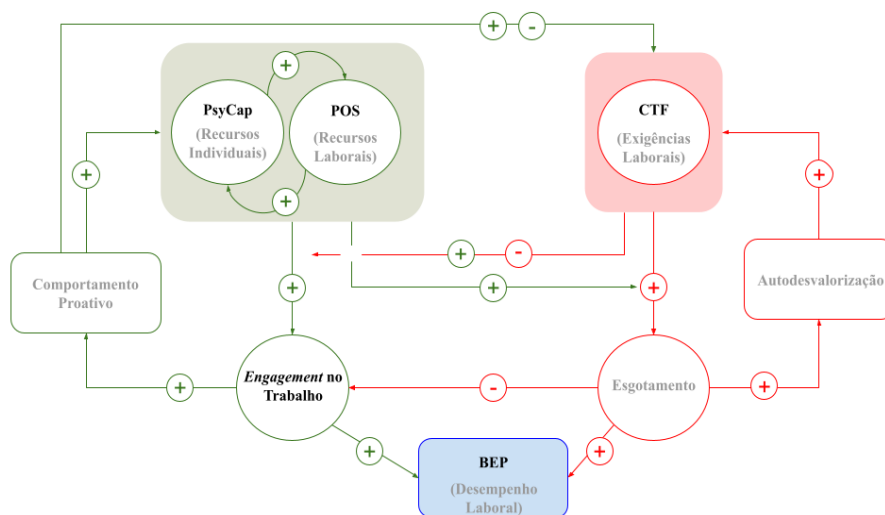 + -
+
PsyCap
(Recursos
Individuais)
POS
(Recursos
Laborais)
CTF
(Exigências
Laborais)
+
+
+
+ -
Comportamento
Proativo
Autodesvalorização
+
+
+
Engagement no
Trabalho
Esgotamento
+
-
+
+
+
BEP
(Desempenho
Laboral)